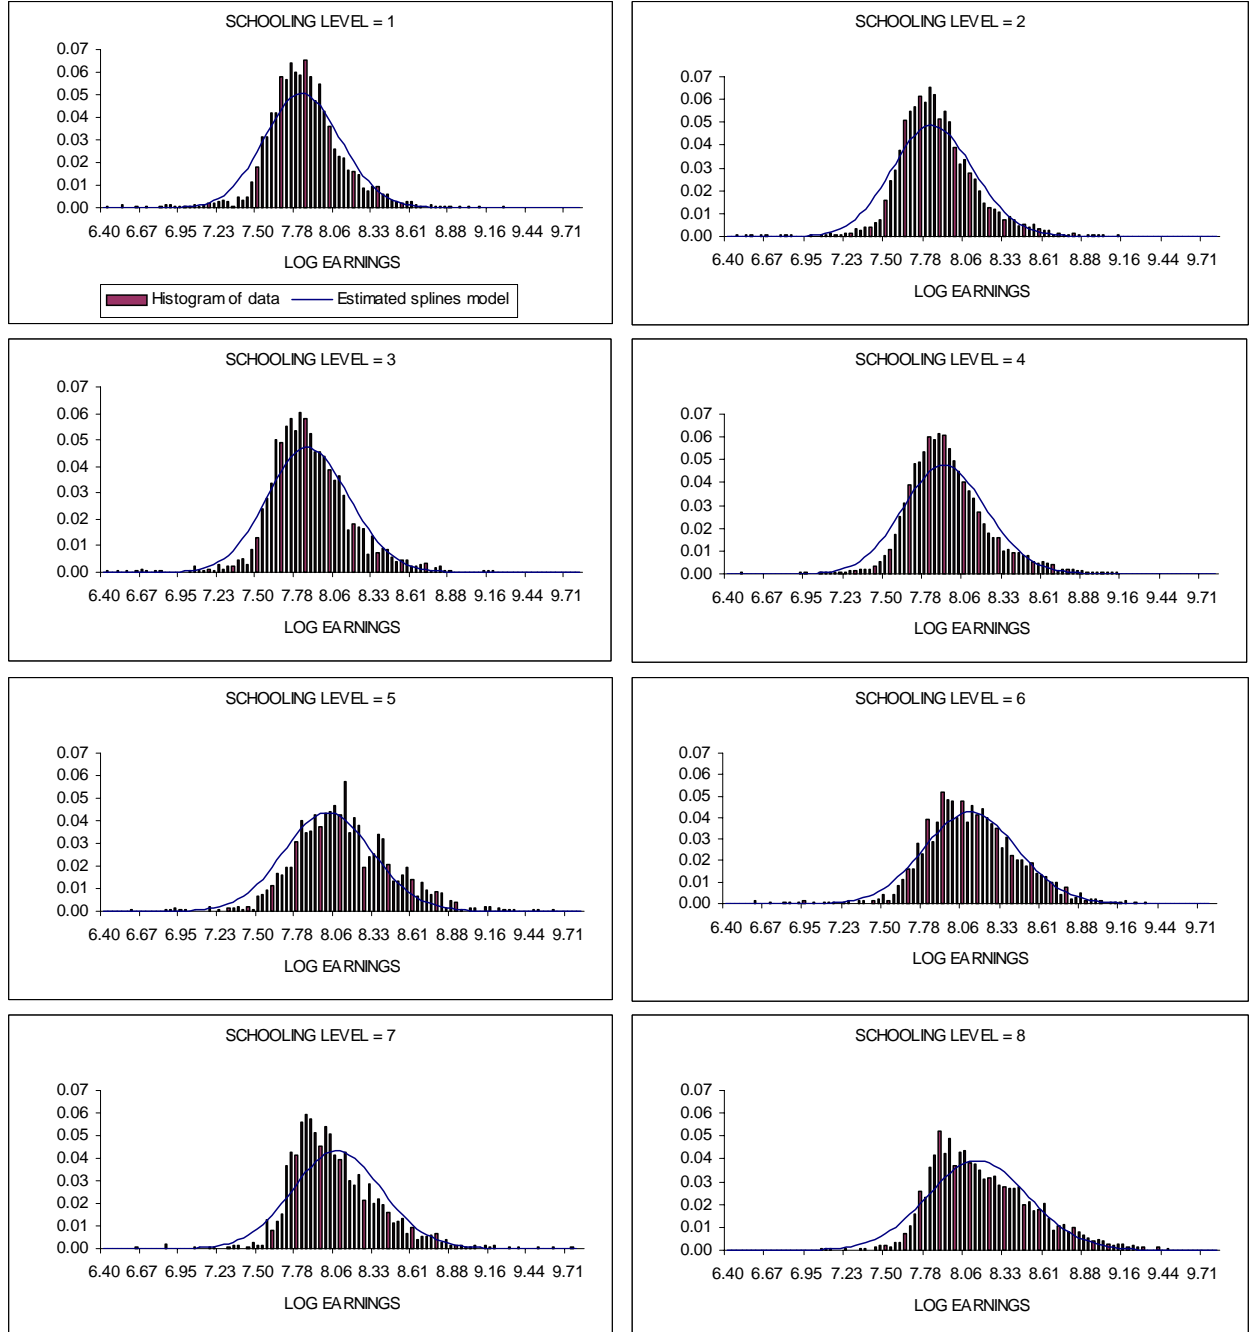 SCHOOLING LEVEL = 1
0.07
0.06
0.05
0.04
0.03
0.02
0.01
0.00
6.40 6.67 6.95 7.23 7.50 7.78 8.06 8.33 8.61 8.88 9.16 9.44 9.71
LOG EARNINGS
Histogram of data Estimated splines model
SCHOOLING LEVEL = 2
0.07
0.06
0.05
0.04
0.03
0.02
0.01
0.00
6.40 6.67 6.95 7.23 7.50 7.78 8.06 8.33 8.61 8.88 9.16 9.44 9.71
LOG EARNINGS
SCHOOLING LEVEL = 3
0.07
0.06
0.05
0.04
0.03
0.02
0.01
0.00
6.40 6.67 6.95 7.23 7.50 7.78 8.06 8.33 8.61 8.88 9.16 9.44 9.71
LOG EARNINGS
SCHOOLING LEVEL = 4
0.07
0.06
0.05
0.04
0.03
0.02
0.01
0.00
6.40 6.67 6.95 7.23 7.50 7.78 8.06 8.33 8.61 8.88 9.16 9.44 9.71
LOG EARNINGS
SCHOOLING LEVEL = 5
0.07
0.06
0.05
0.04
0.03
0.02
0.01
0.00
6.40 6.67 6.95 7.23 7.50 7.78 8.06 8.33 8.61 8.88 9.16 9.44 9.71
LOG EARNINGS
SCHOOLING LEVEL = 6
0.07
0.06
0.05
0.04
0.03
0.02
0.01
0.00
6.40 6.67 6.95 7.23 7.50 7.78 8.06 8.33 8.61 8.88 9.16 9.44 9.71
LOG EARNINGS
SCHOOLING LEVEL = 7
0.07
0.06
0.05
0.04
0.03
0.02
0.01
0.00
6.40 6.67 6.95 7.23 7.50 7.78 8.06 8.33 8.61 8.88 9.16 9.44 9.71
LOG EARNINGS
SCHOOLING LEVEL = 8
0.07
0.06
0.05
0.04
0.03
0.02
0.01
0.00
6.40 6.67 6.95 7.23 7.50 7.78 8.06 8.33 8.61 8.88 9.16 9.44 9.71
LOG EARNINGS